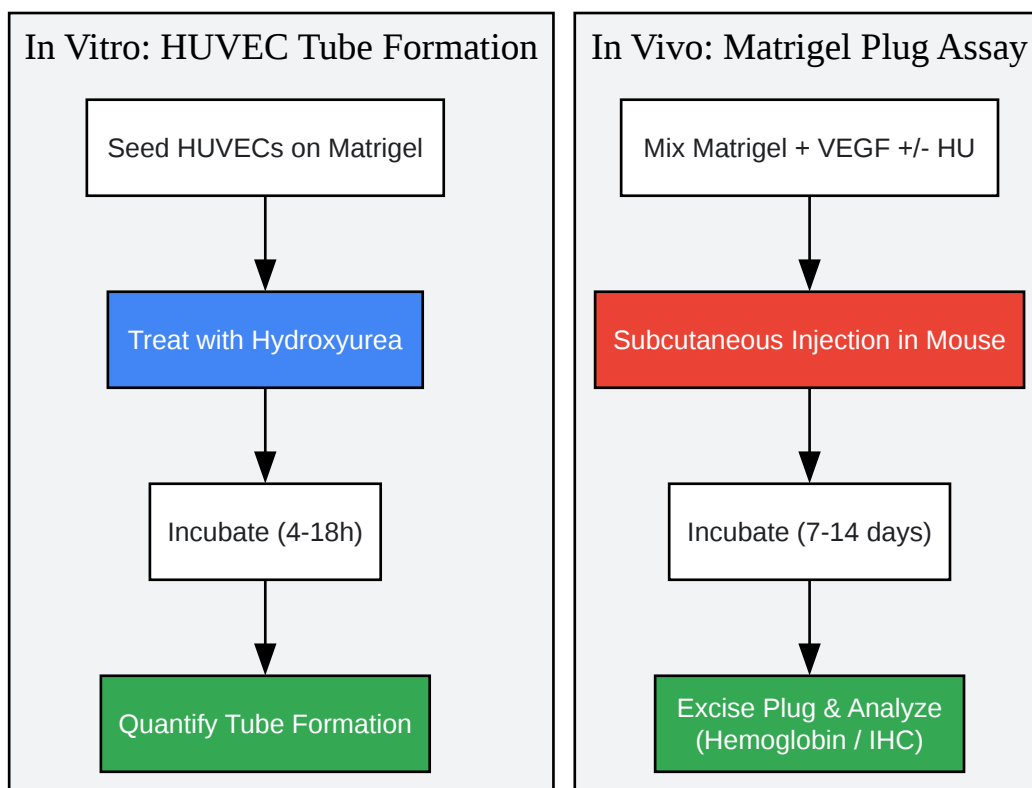 In Vitro: HUVEC Tube Formation
Seed HUVECs on Matrigel
Treat with Hydroxyurea
Incubate (4-18h)
Quantify Tube Formation
In Vivo: Matrigel Plug Assay
Mix Matrigel + VEGF +/- HU
Subcutaneous Injection in Mouse
Incubate (7-14 days)
Excise Plug & Analyze
(Hemoglobin / IHC)